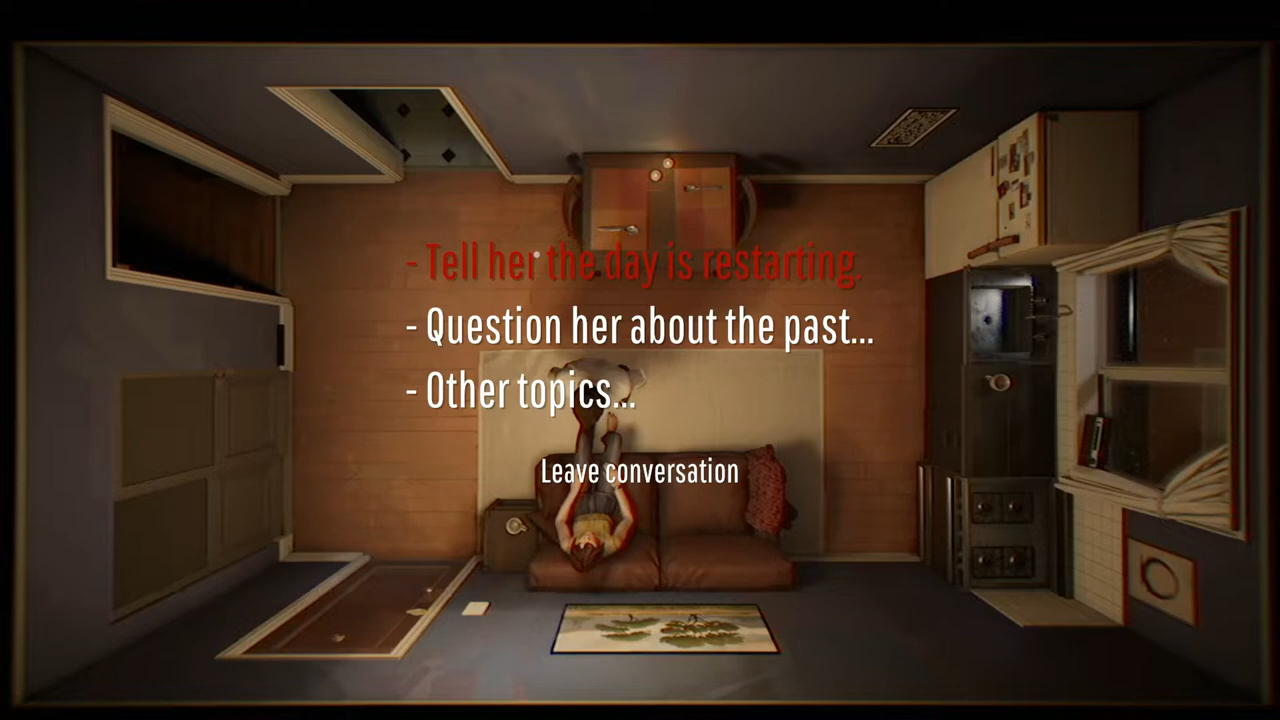 - Tell her the day is restarting.
- Question her about the past...
- Other topics...
Leave conversation